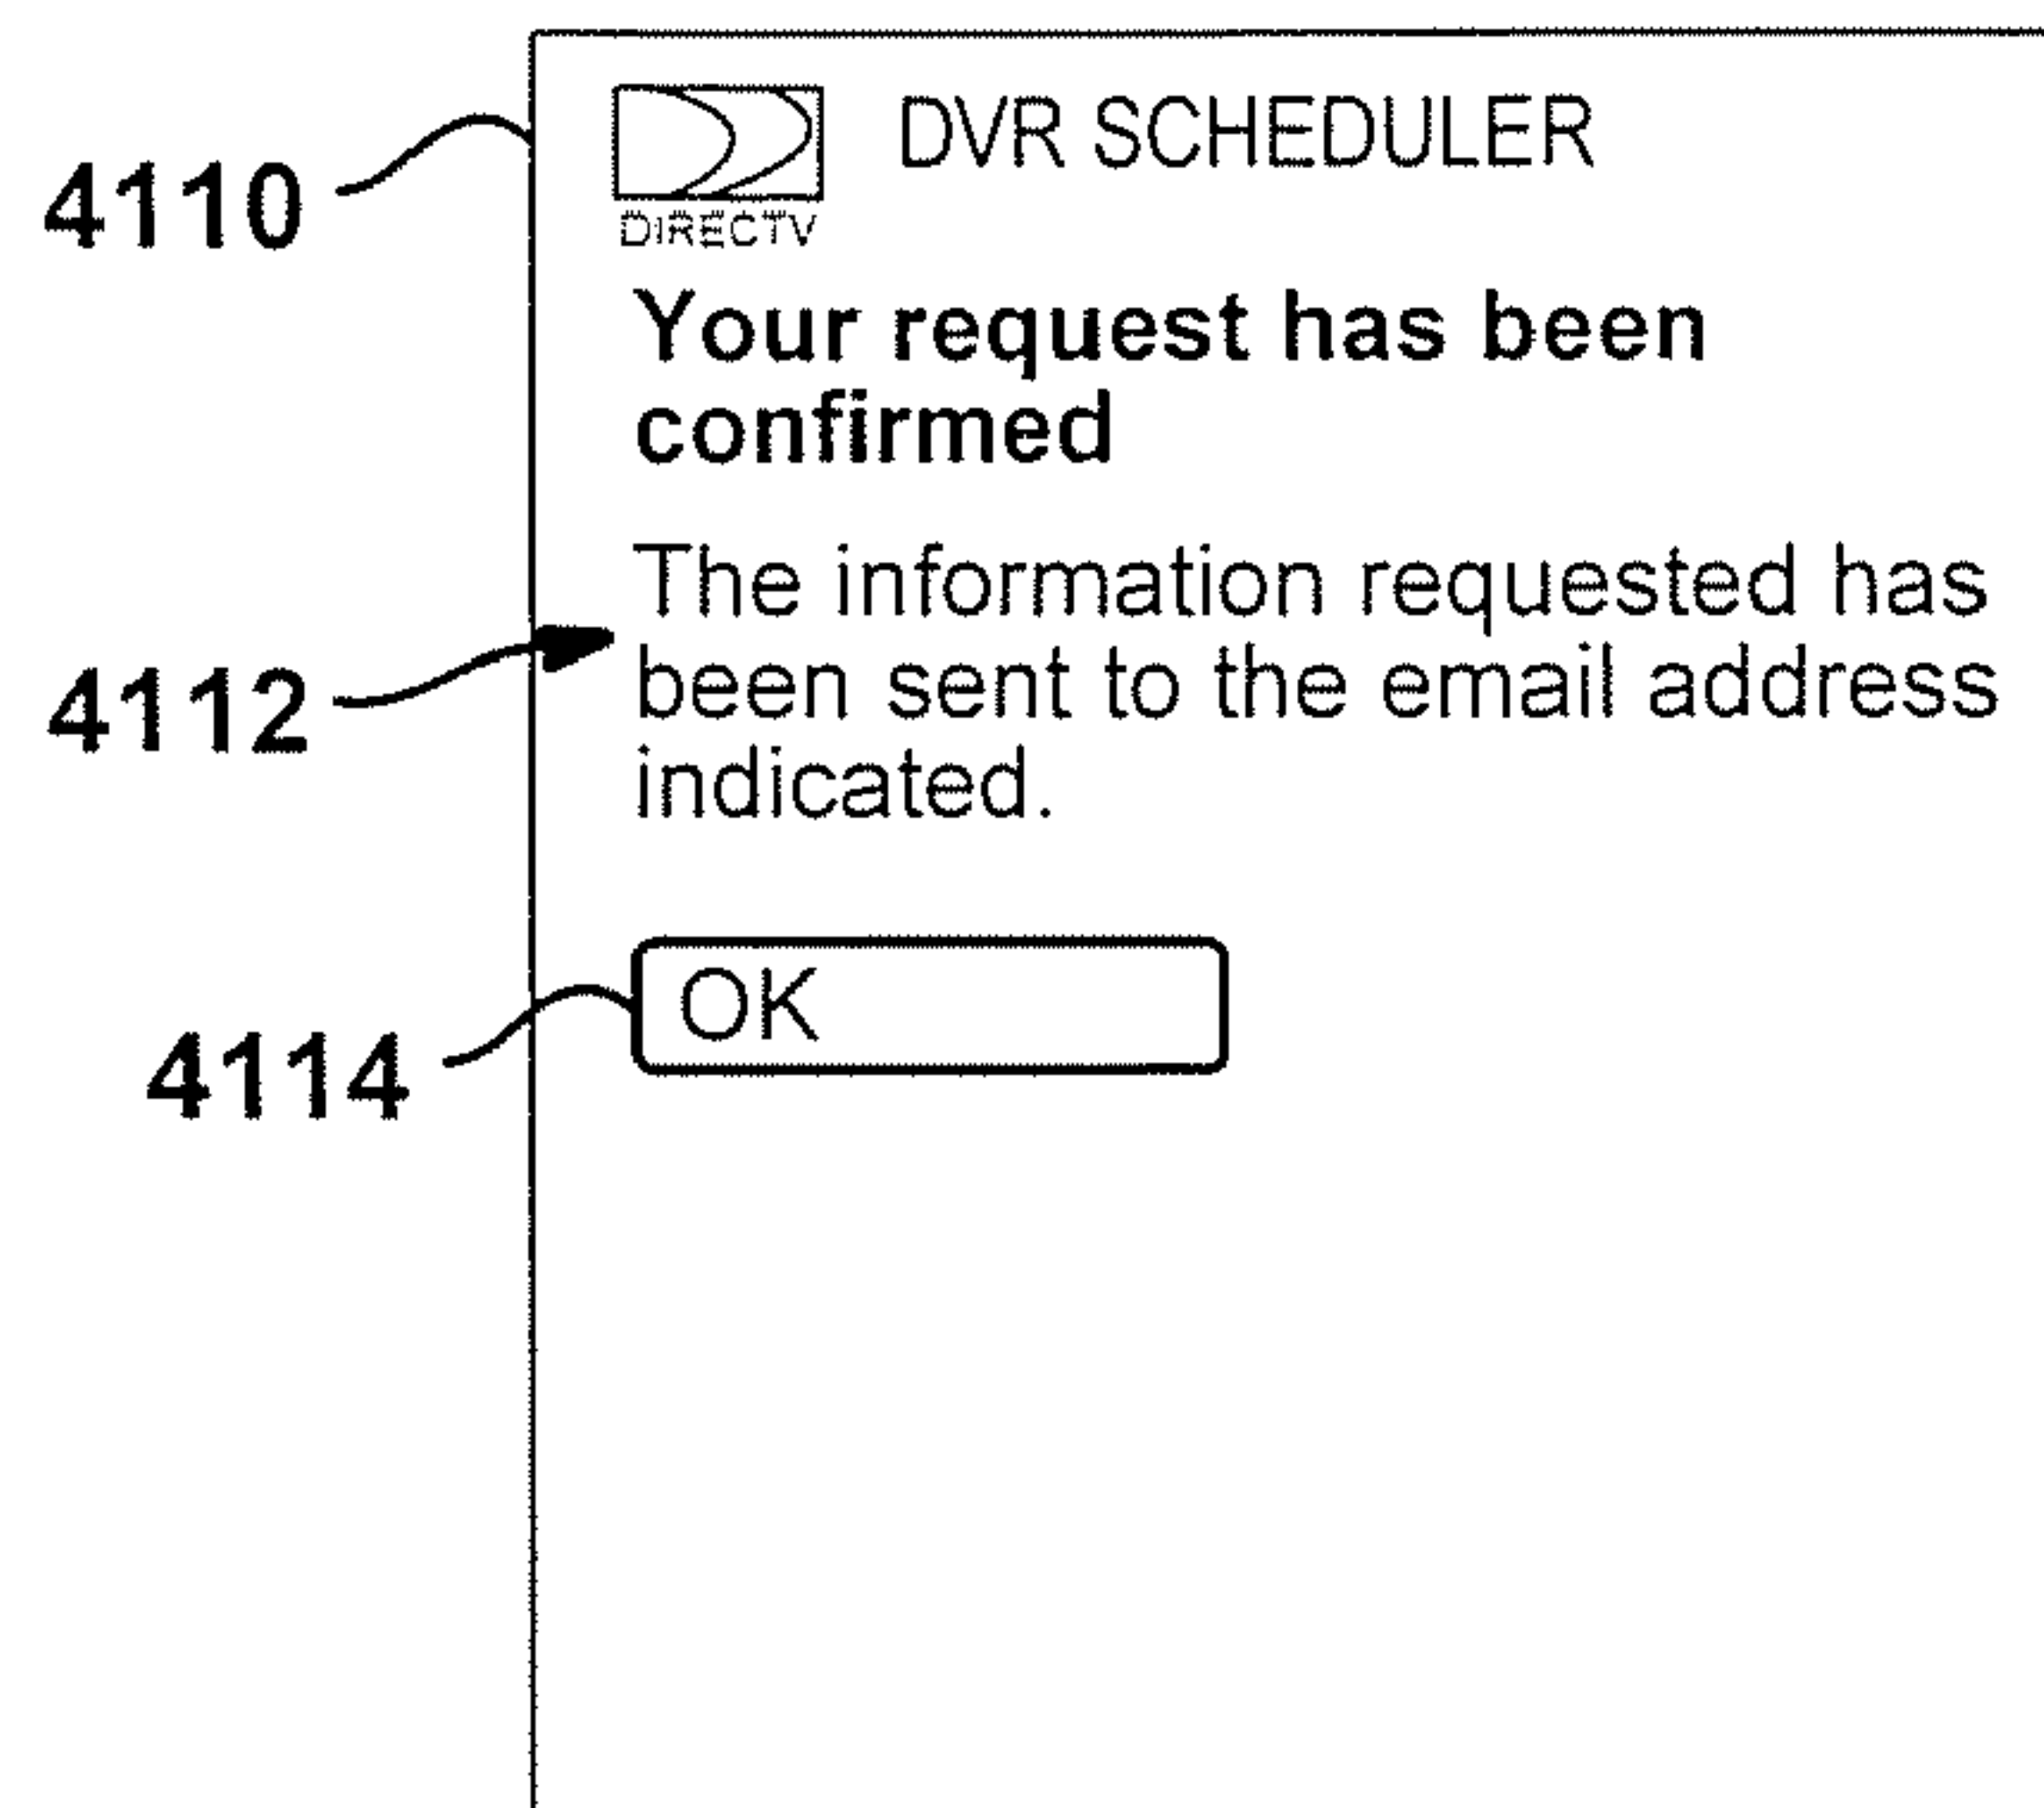 4110
DVR SCHEDULER
DIRECTV
Your request has been
confirmed
4112
The information requested has
been sent to the email address
indicated.
4114
OK